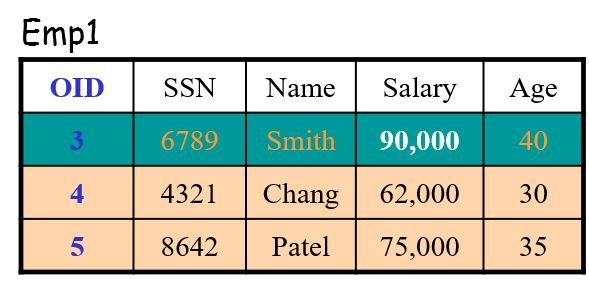 Emp1
OID SSN Name Salary Age
3 6789 Smith 90,000 40
4 4321 Chang 62,000 30
5 8642 Patel 75,000 35